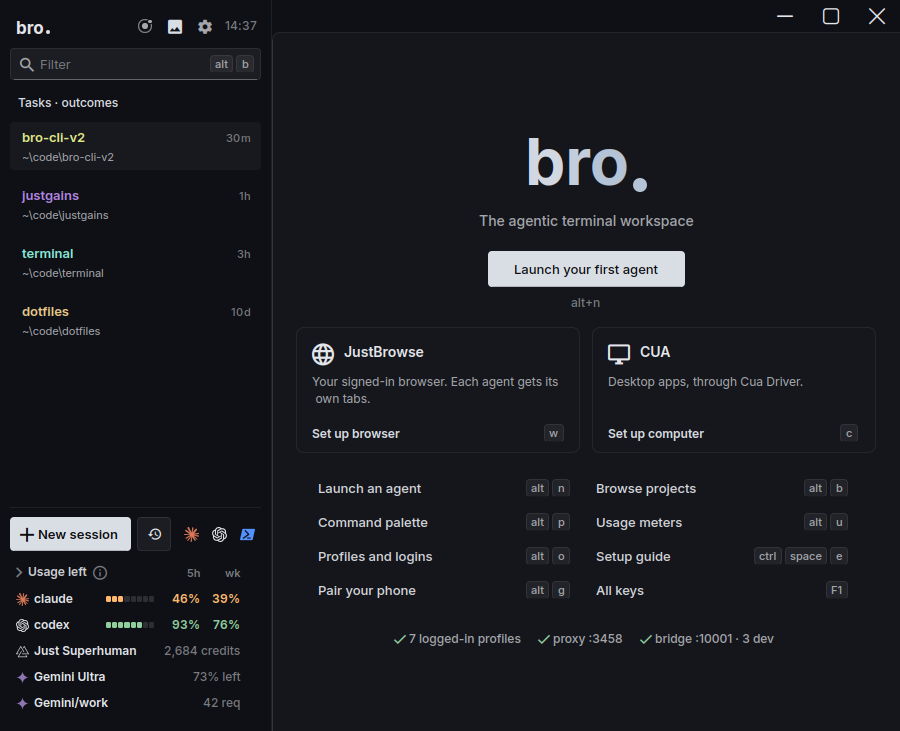 bro.
14:37
Filter
alt b
Tasks · outcomes
bro-cli-v2
30m
~\code\bro-cli-v2
justgains
1h
~\code\justgains
terminal
3h
~\code\terminal
dotfiles
10d
~\code\dotfiles
New session
Usage left
5h wk
claude
46% 39%
codex
93% 76%
Just Superhuman
2,684 credits
Gemini Ultra
73% left
Gemini/work
42 req
bro.
The agentic terminal workspace
Launch your first agent
alt+n
JustBrowse
Your signed-in browser. Each agent gets its
own tabs.
Set up browser
w
CUA
Desktop apps, through Cua Driver.
Set up computer
c
Launch an agent
alt n
Browse projects
alt b
Command palette
alt p
Usage meters
alt u
Profiles and logins
alt o
Setup guide
ctrl space e
Pair your phone
alt g
All keys
F1
7 logged-in profiles
proxy :3458
bridge :10001 · 3 dev